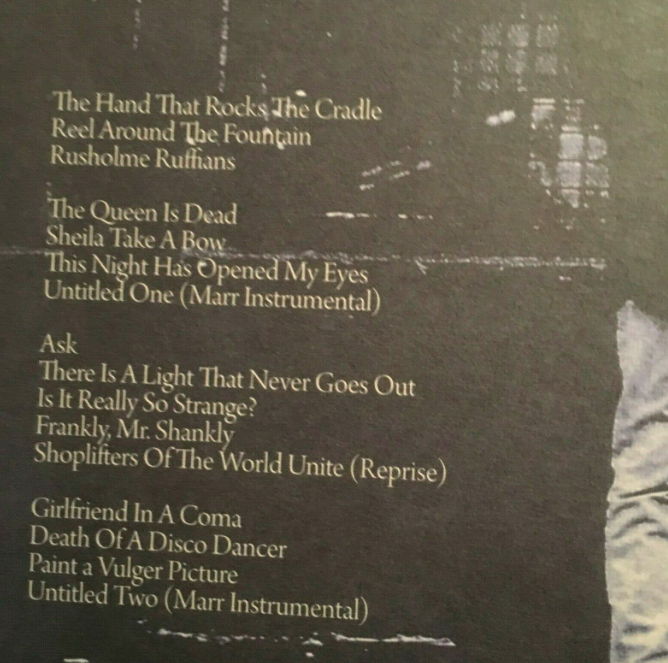 The Hand That Rocks The Cradle
Reel Around The Fountain
Rusholme Ruffians
The Queen Is Dead
Sheila Take A Bow
This Night Has Opened My Eyes
Untitled One (Marr Instrumental)
Ask
There Is A Light That Never Goes Out
Is It Really So Strange?
Frankly, Mr. Shankly
Shoplifters Of The World Unite (Reprise)
Girlfriend In A Coma
Death Of A Disco Dancer
Paint a Vulger Picture
Untitled Two (Marr Instrumental)